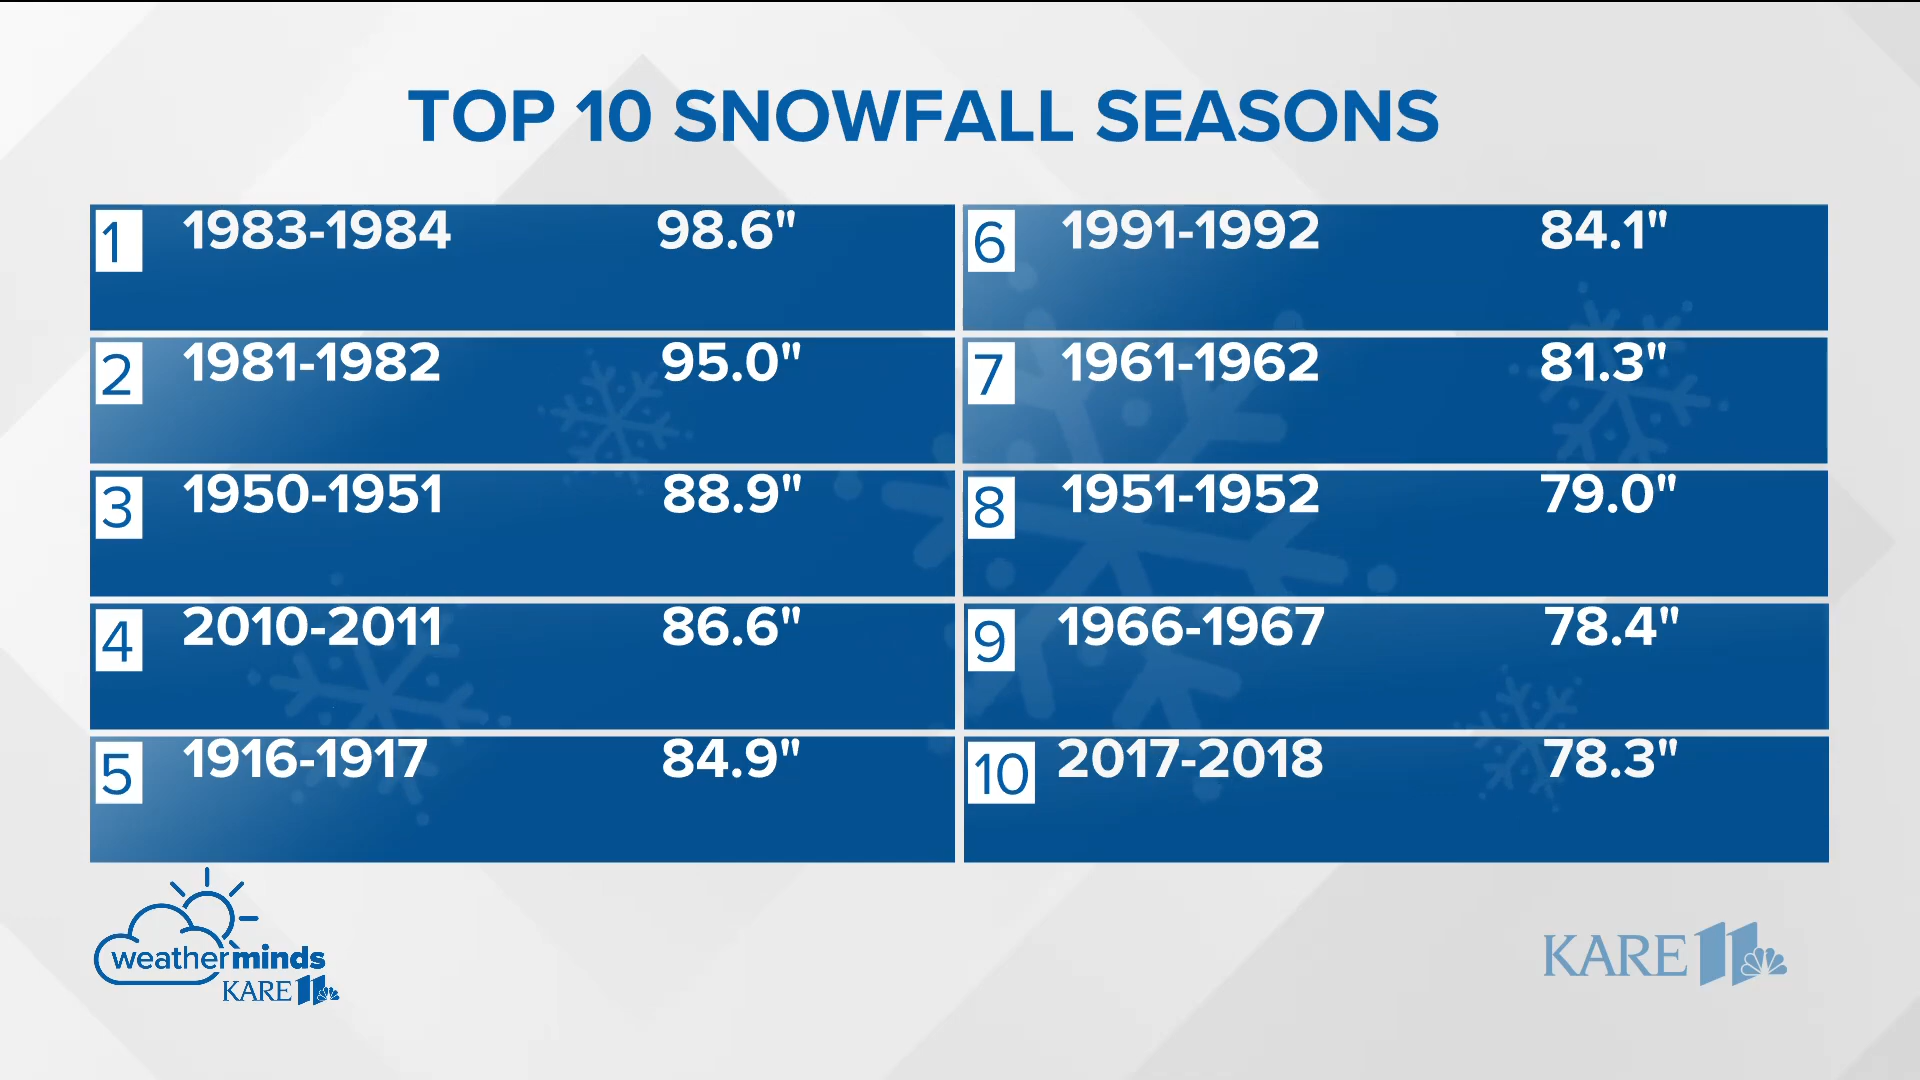 TOP 10 SNOWFALL SEASONS
1 1983-1984 98.6"
2 1981-1982 95.0"
3 1950-1951 88.9"
4 2010-2011 86.6"
5 1916-1917 84.9"
6 1991-1992 84.1"
7 1961-1962 81.3"
8 1951-1952 79.0"
9 1966-1967 78.4"
10 2017-2018 78.3"
weatherminds
KARE 11
KARE 11